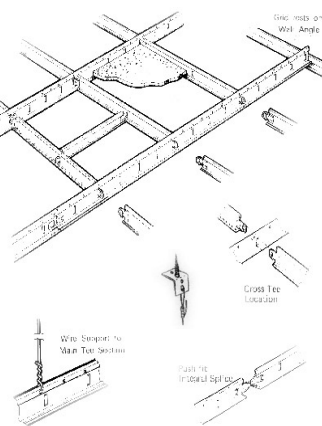 Grid rests on
Wall Angle
Cross Tee
Location
Wire Support to
Main Tee Section
Push fit
Integral Splice